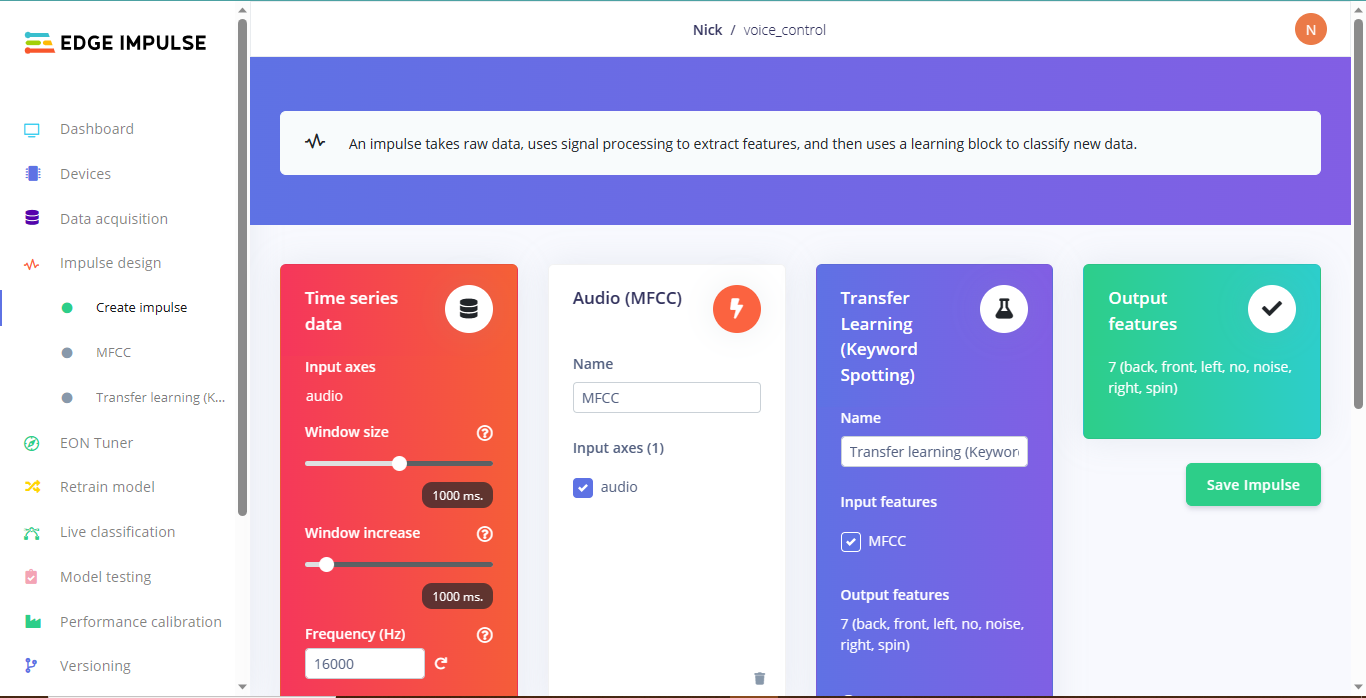 EDGE IMPULSE
Dashboard
Devices
Data acquisition
Impulse design
Create impulse
MFCC
Transfer learning (K...
EON Tuner
Retrain model
Live classification
Model testing
Performance calibration
Versioning
Nick / voice_control
N
An impulse takes raw data, uses signal processing to extract features, and then uses a learning block to classify new data.
Time series
data
Input axes
audio
Window size
1000 ms.
Window increase
1000 ms.
Frequency (Hz)
16000
Audio (MFCC)
Name
MFCC
Input axes (1)
audio
Transfer
Learning
(Keyword
Spotting)
Name
Transfer learning (Keywor
Input features
MFCC
Output features
7 (back, front, left, no, noise,
right, spin)
Output
features
7 (back, front, left, no, noise,
right, spin)
Save Impulse